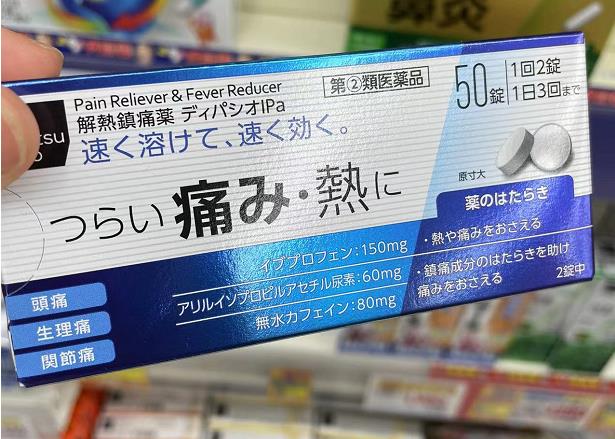 鼻炎
Pain Reliever & Fever Reducer
解熱鎮痛薬 ディパシオIPa
速く溶けて、速く効く。
第②類医薬品
50錠
1回2錠
1日3回まで
原寸大
つらい 痛み・熱に
薬のはたらき
・熱や痛みをおさえる
・鎮痛成分のはたらきを助け
痛みをおさえる
2錠中
イブプロフェン:150mg
アリルイソプロピルアセチル尿素:60mg
無水カフェイン:80mg
頭痛
生理痛
関節痛